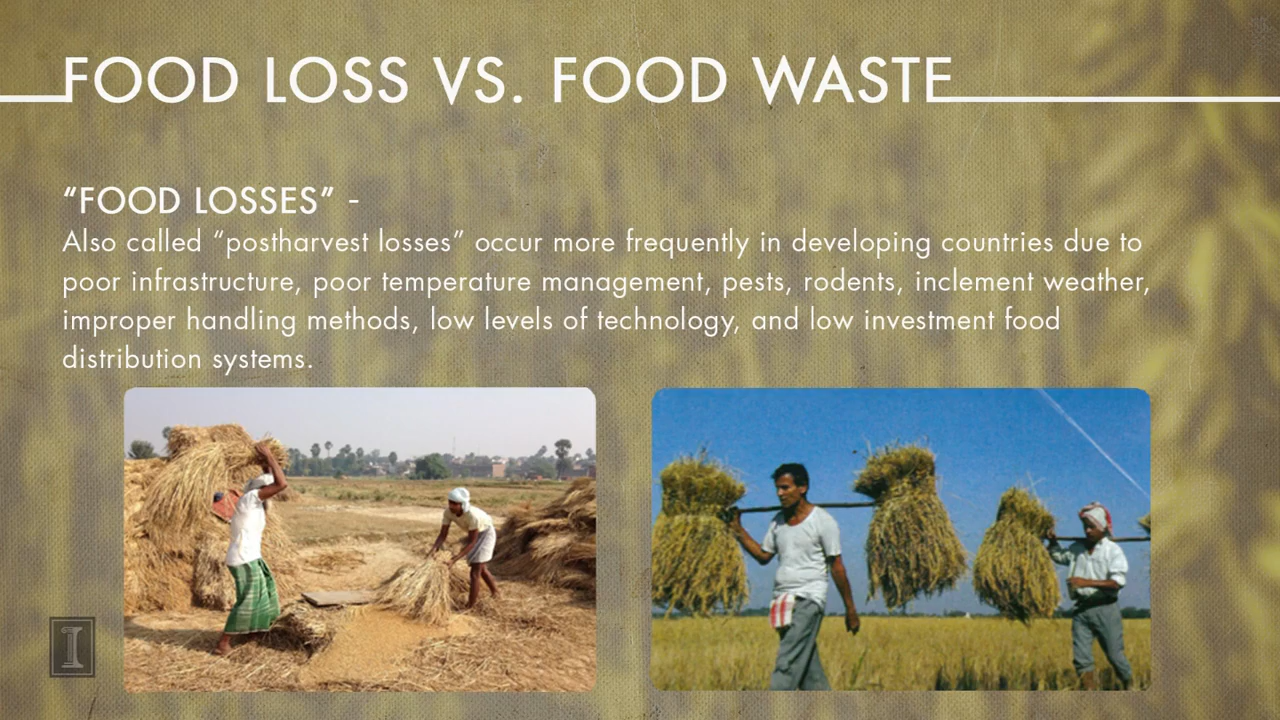 FOOD LOSS VS. FOOD WASTE
“FOOD LOSSES” -
Also called “postharvest losses” occur more frequently in developing countries due to
poor infrastructure, poor temperature management, pests, rodents, inclement weather,
improper handling methods, low levels of technology, and low investment food
distribution systems.
I